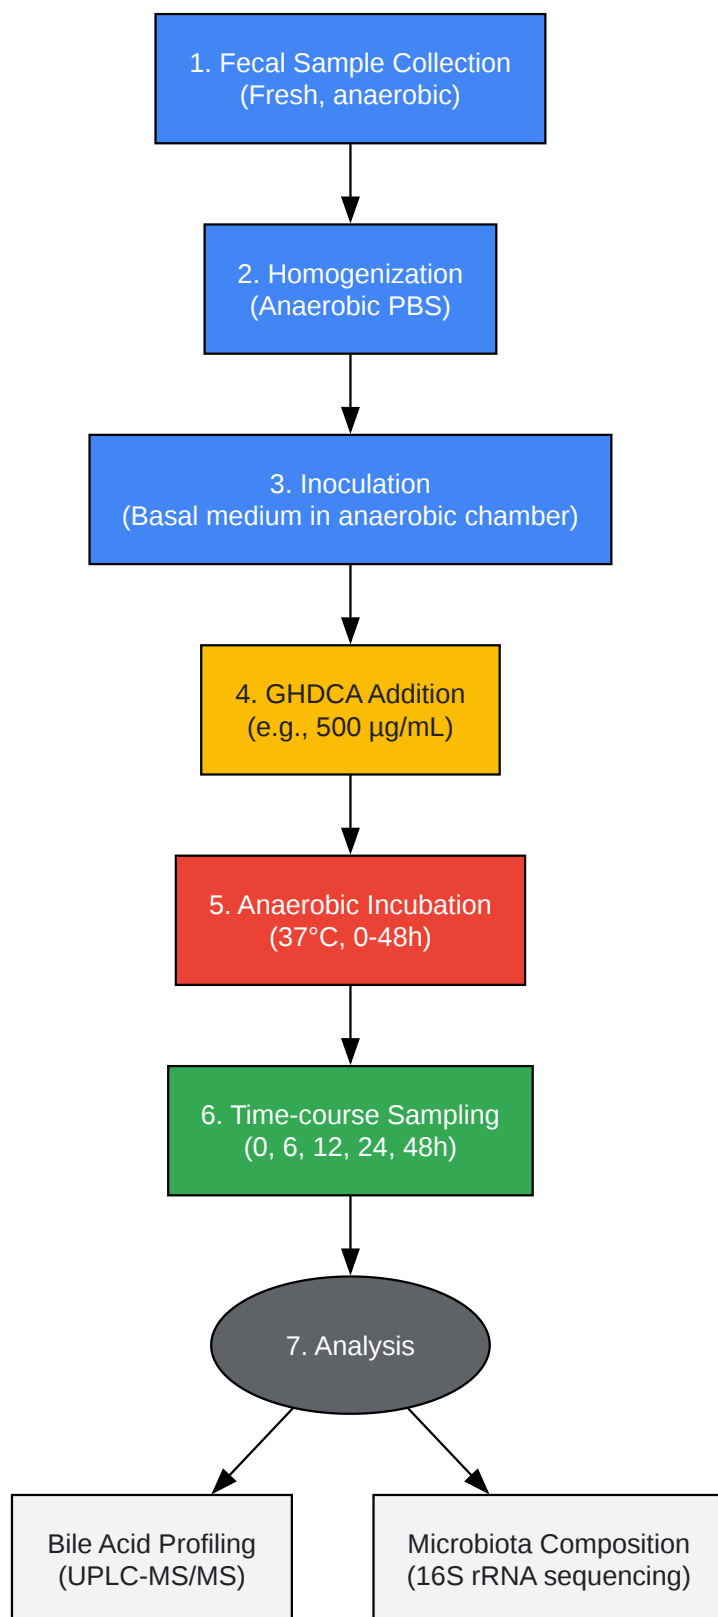 1. Fecal Sample Collection
(Fresh, anaerobic)
2. Homogenization
(Anaerobic PBS)
3. Inoculation
(Basal medium in anaerobic chamber)
4. GHDCA Addition
(e.g., 500 µg/mL)
5. Anaerobic Incubation
(37°C, 0-48h)
6. Time-course Sampling
(0, 6, 12, 24, 48h)
7. Analysis
Bile Acid Profiling
(UPLC-MS/MS)
Microbiota Composition
(16S rRNA sequencing)